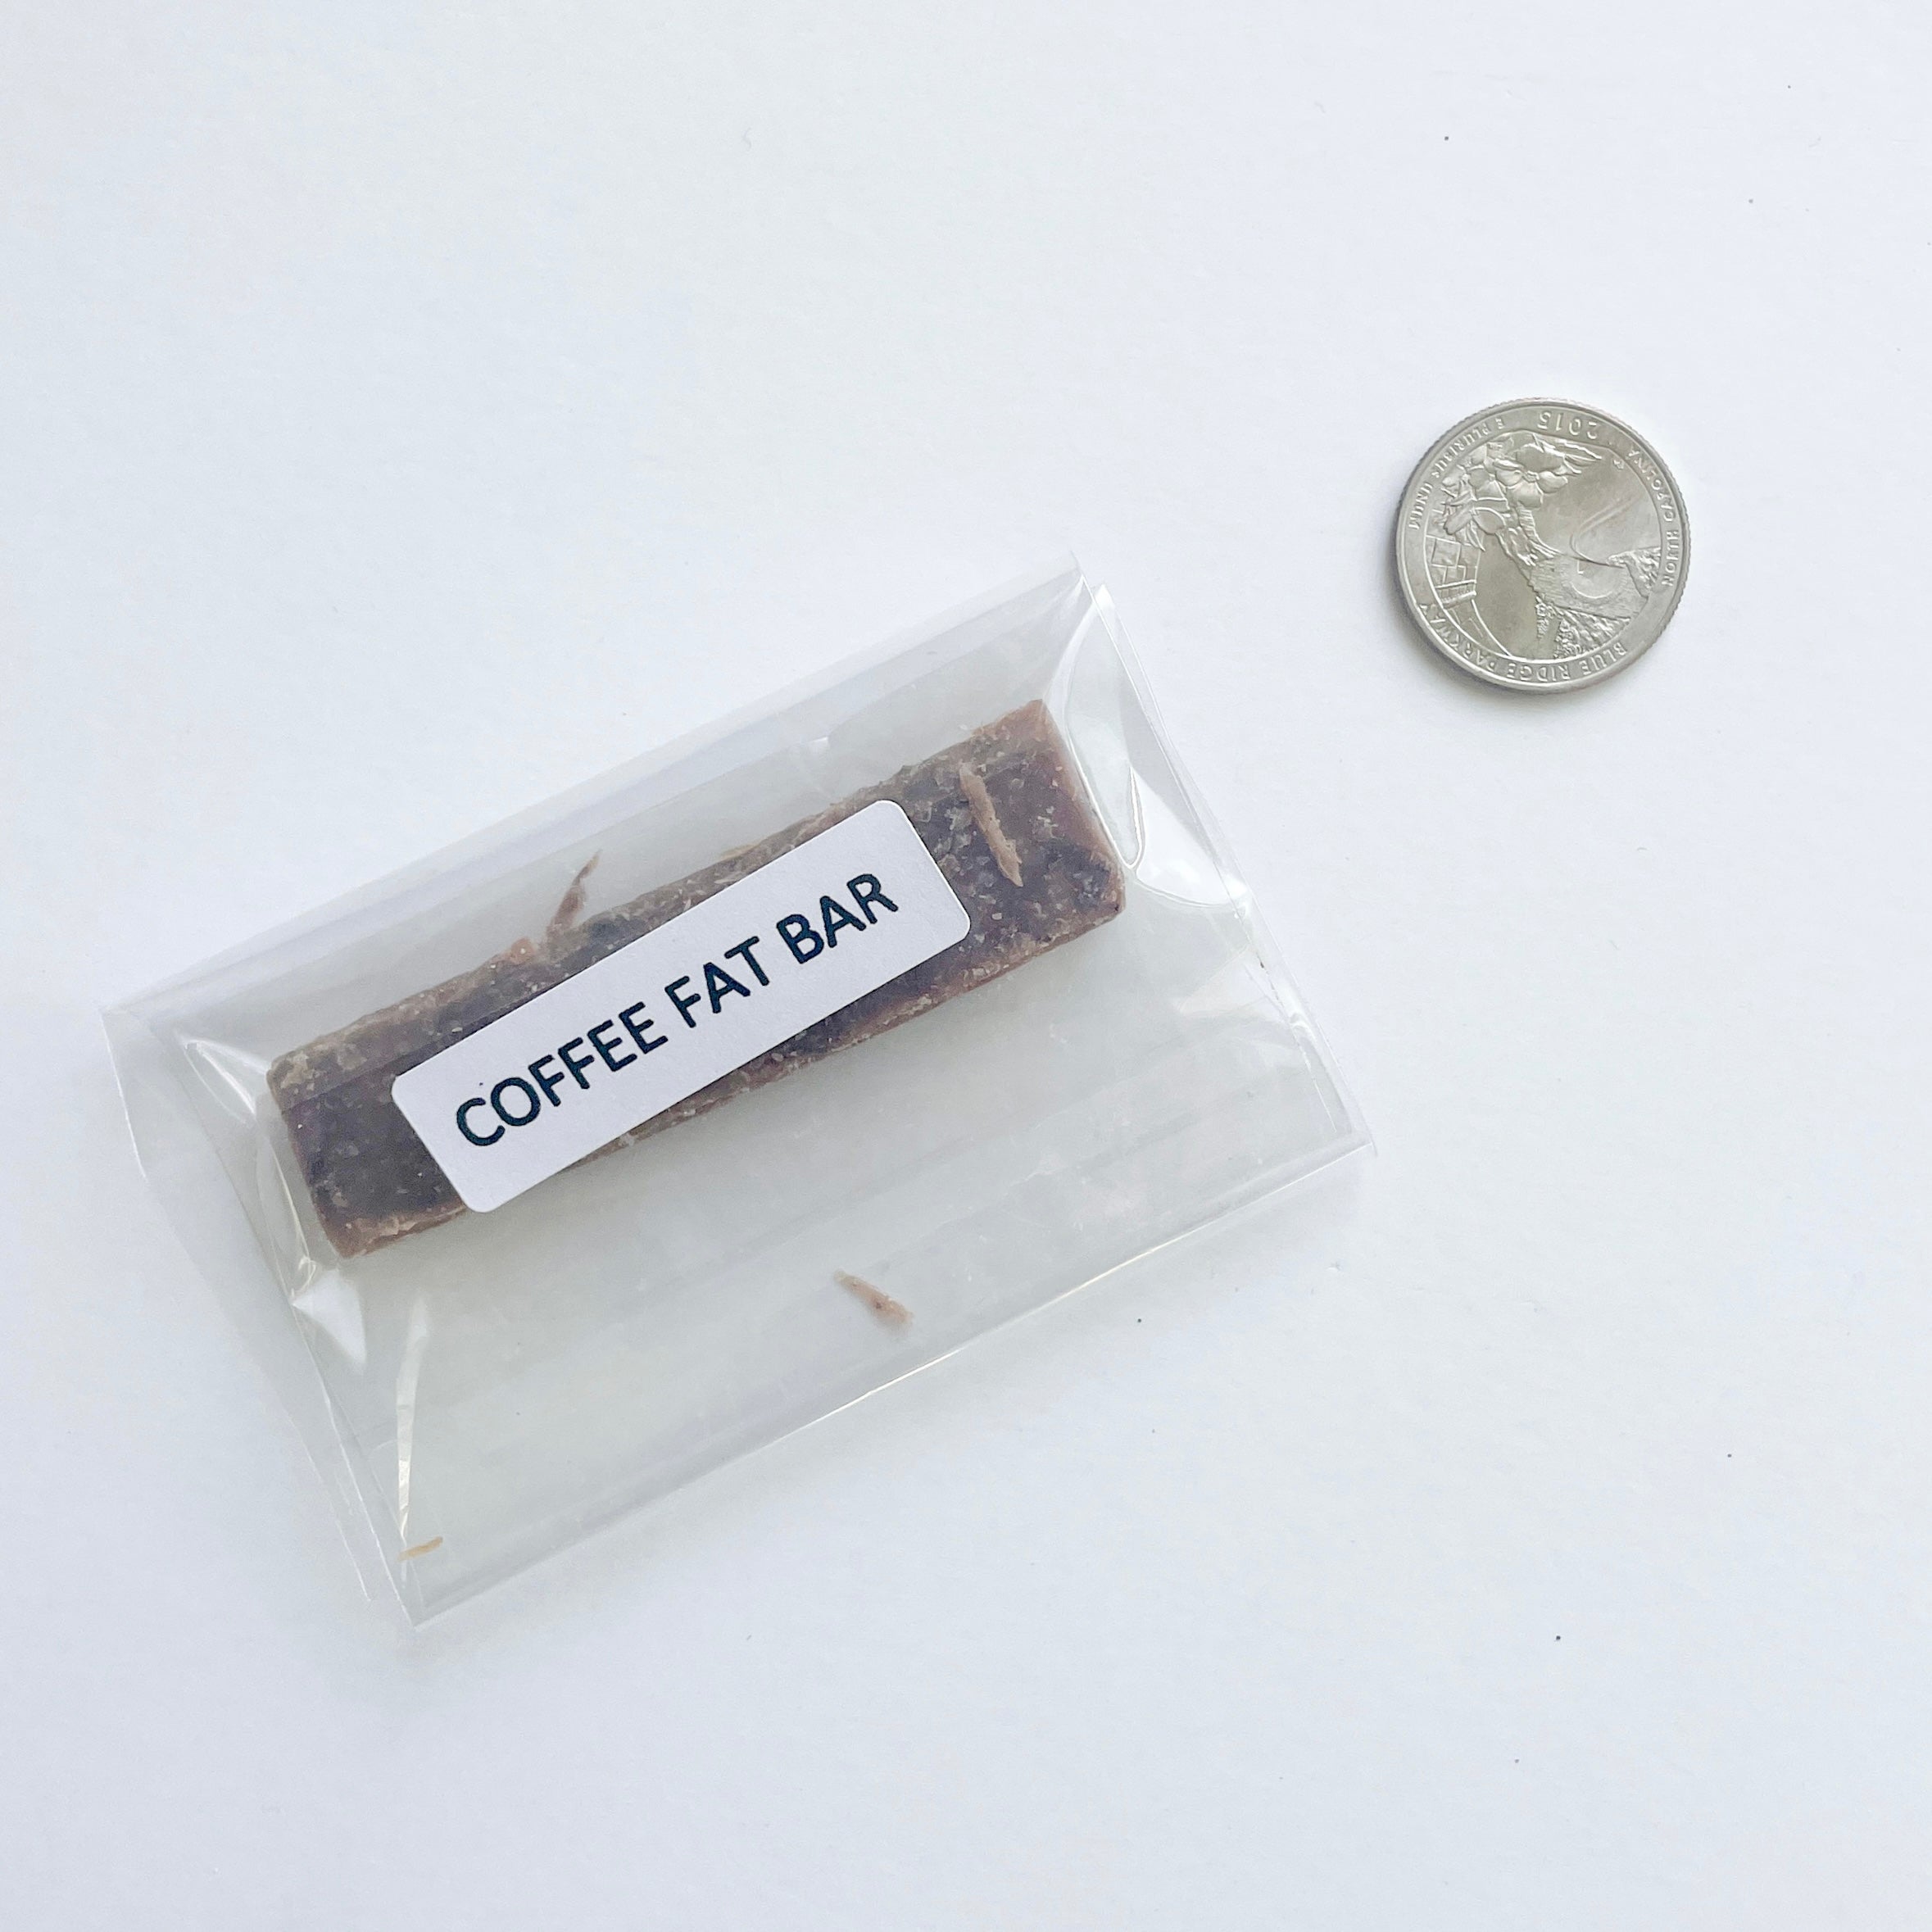 COFFEE FAT BAR
BLUE RIDGE PARKWAY
NORTH CAROLINA
2015
E PLURIBUS UNUM